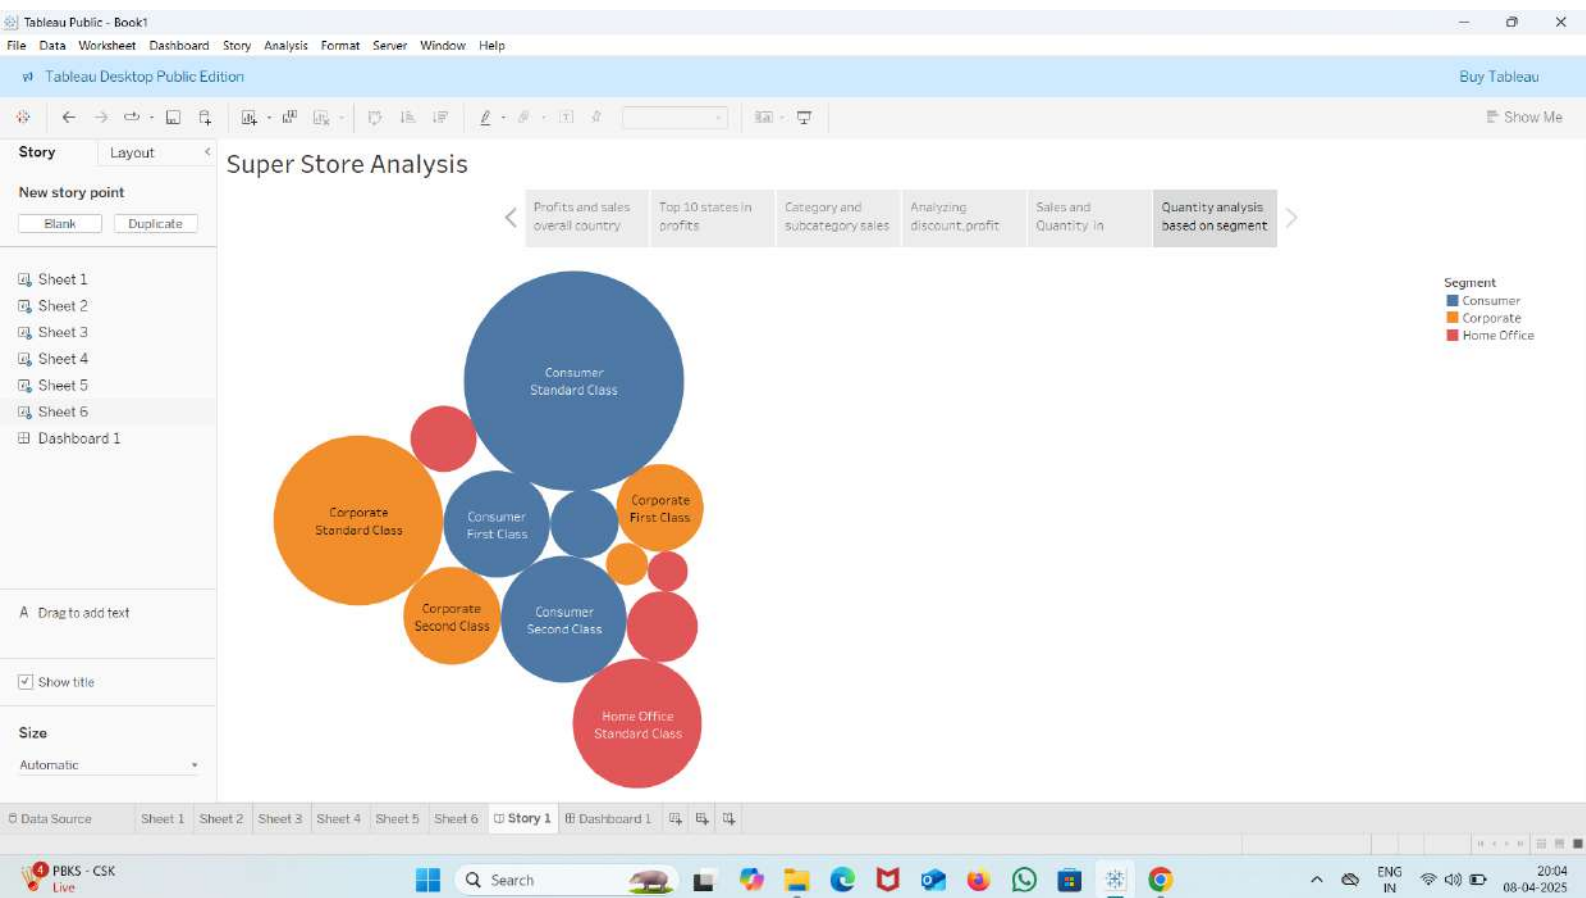 Tableau Public - Book1
File Data Worksheet Dashboard Story Analysis Format Server Window Help
Tableau Desktop Public Edition
Buy Tableau
Show Me
Story
Layout
Super Store Analysis
New story point
Blank
Duplicate
Profits and sales
overall country
Top 10 states in
profits
Category and
subcategory sales
Analyzing
discount,profit
Sales and
Quantity in
Quantity analysis
based on segment
Sheet 1
Sheet 2
Sheet 3
Sheet 4
Sheet 5
Sheet 6
Dashboard 1
Segment
Consumer
Corporate
Home Office
Consumer
Standard Class
Corporate
Standard Class
Consumer
First Class
Corporate
First Class
Corporate
Second Class
Consumer
Second Class
Home Office
Standard Class
A Drag to add text
Show title
Size
Automatic
Data Source Sheet 1 Sheet 2 Sheet 3 Sheet 4 Sheet 5 Sheet 6 Story 1 Dashboard 1
4
PBKS - CSK
Live
Search
ENG
IN
20:04
08-04-2025